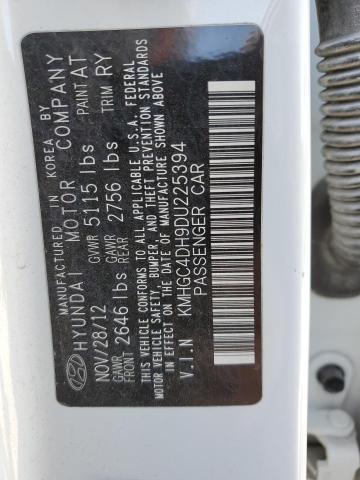 MANUFACTURED IN KOREA BY
HYUNDAI MOTOR COMPANY
NOV/28/12 GVWR 5115 lbs PAINT AT
GAWR FRONT 2646 lbs GAWR REAR 2756 lbs TRIM RY
THIS VEHICLE CONFORMS TO ALL APPLICABLE U.S.A. FEDERAL
MOTOR VEHICLE SAFETY, BUMPER, AND THEFT PREVENTION STANDARDS
IN EFFECT ON THE DATE OF MANUFACTURE SHOWN ABOVE
V.I.N KMHGC4DH9DU225394
PASSENGER CAR